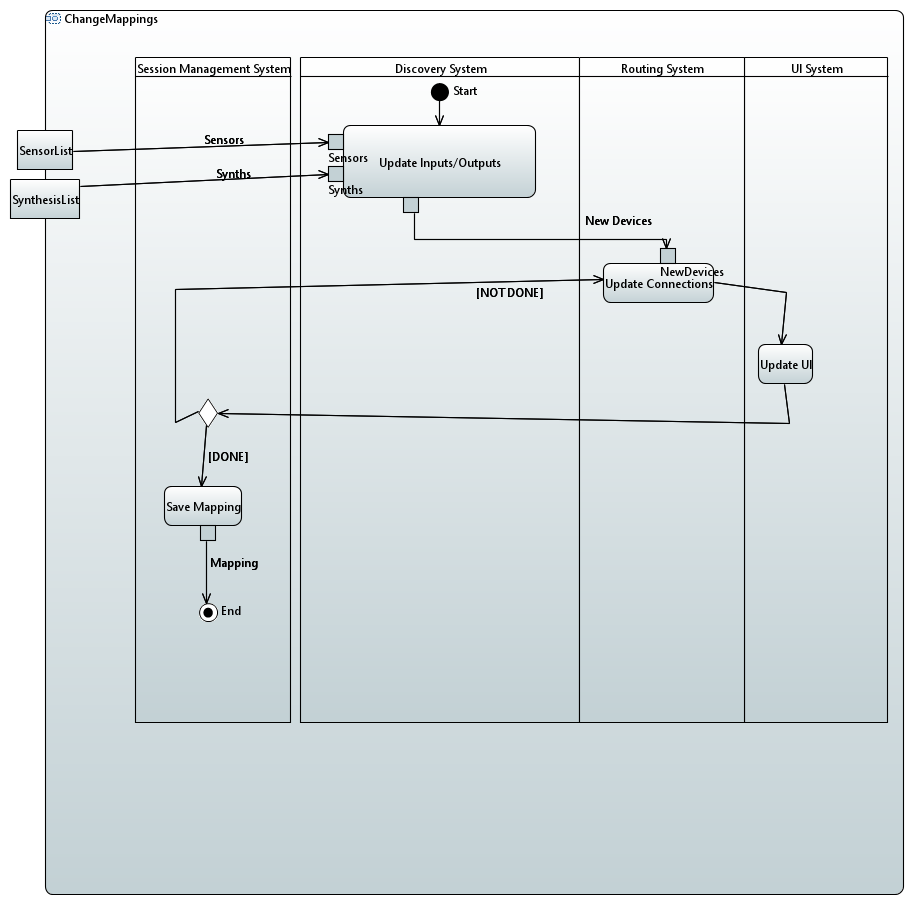 ChangeMappings
Session Management System
Discovery System
Routing System
UI System
Start
SensorList
Sensors
Sensors
Update Inputs/Outputs
SynthesisList
Synths
Synths
New Devices
NewDevices
Update Connections
[NOT DONE]
Update UI
[DONE]
Save Mapping
Mapping
End